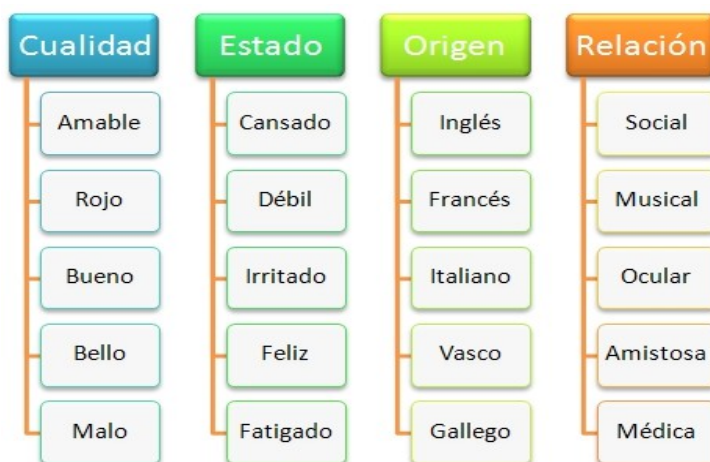 Cualidad
Amable
Rojo
Bueno
Bello
Malo
Estado
Cansado
Débil
Irritado
Feliz
Fatigado
Origen
Inglés
Francés
Italiano
Vasco
Gallego
Relación
Social
Musical
Ocular
Amistosa
Médica